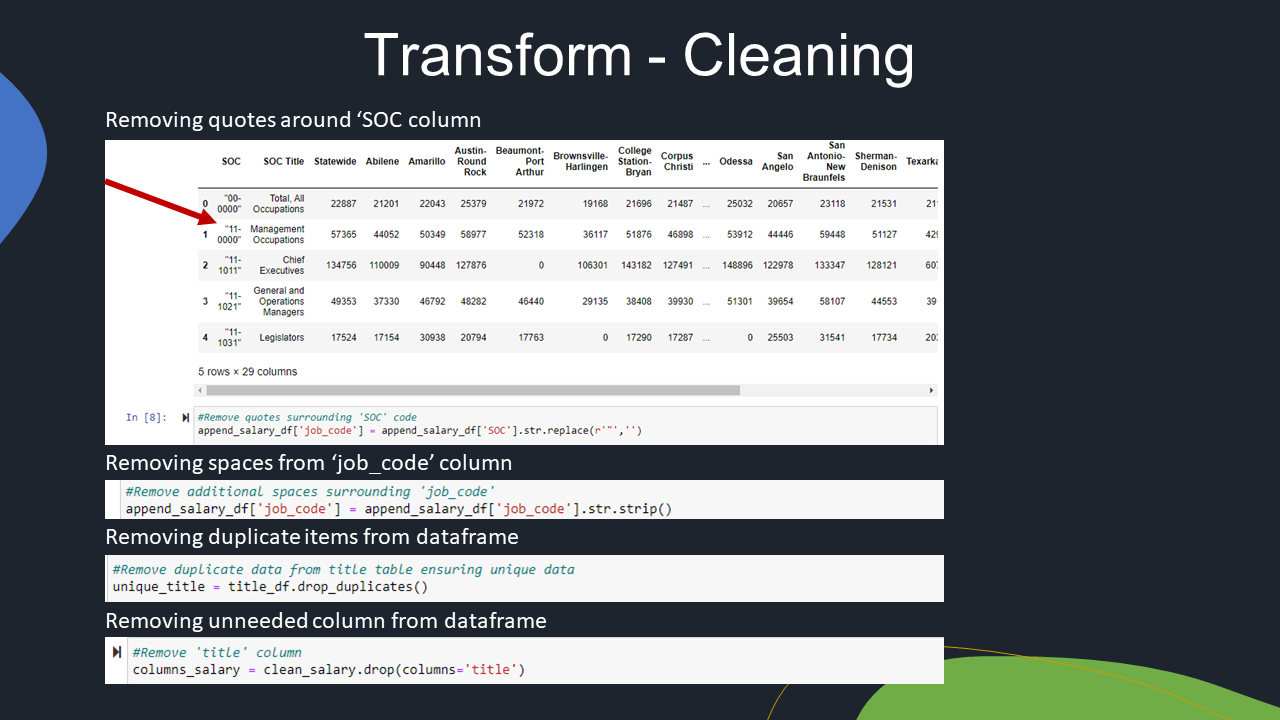 Transform - Cleaning
Removing quotes around ‘SOC column
SOC SOC Title Statewide Abilene Amarillo Austin-Round Rock Beaumont-Port Arthur Brownsville-Harlingen College Station-Bryan Corpus Christi ... Odessa San Angelo San Antonio-New Braunfels Sherman-Denison Texarka
0 "00-0000" Total, All Occupations 22887 21201 22043 25379 21972 19168 21696 21487 ... 25032 20657 23118 21531 21
1 "11-0000" Management Occupations 57365 44052 50349 58977 52318 36117 51876 46898 ... 53912 44446 59448 51127 429
2 "11-1011" Chief Executives 134756 110009 90448 127876 0 106301 143182 127491 ... 148896 122978 133347 128121 607
3 "11-1021" General and Operations Managers 49353 37330 46792 48282 46440 29135 38408 39930 ... 51301 39654 58107 44553 39
4 "11-1031" Legislators 17524 17154 30938 20794 17763 0 17290 17287 ... 0 25503 31541 17734 20
5 rows × 29 columns
In [8]: #Remove quotes surrounding 'SOC' code
append_salary_df['job_code'] = append_salary_df['SOC'].str.replace(r'"','')
Removing spaces from ‘job_code’ column
#Remove additional spaces surrounding 'job_code'
append_salary_df['job_code'] = append_salary_df['job_code'].str.strip()
Removing duplicate items from dataframe
#Remove duplicate data from title table ensuring unique data
unique_title = title_df.drop_duplicates()
Removing unneeded column from dataframe
#Remove 'title' column
columns_salary = clean_salary.drop(columns='title')